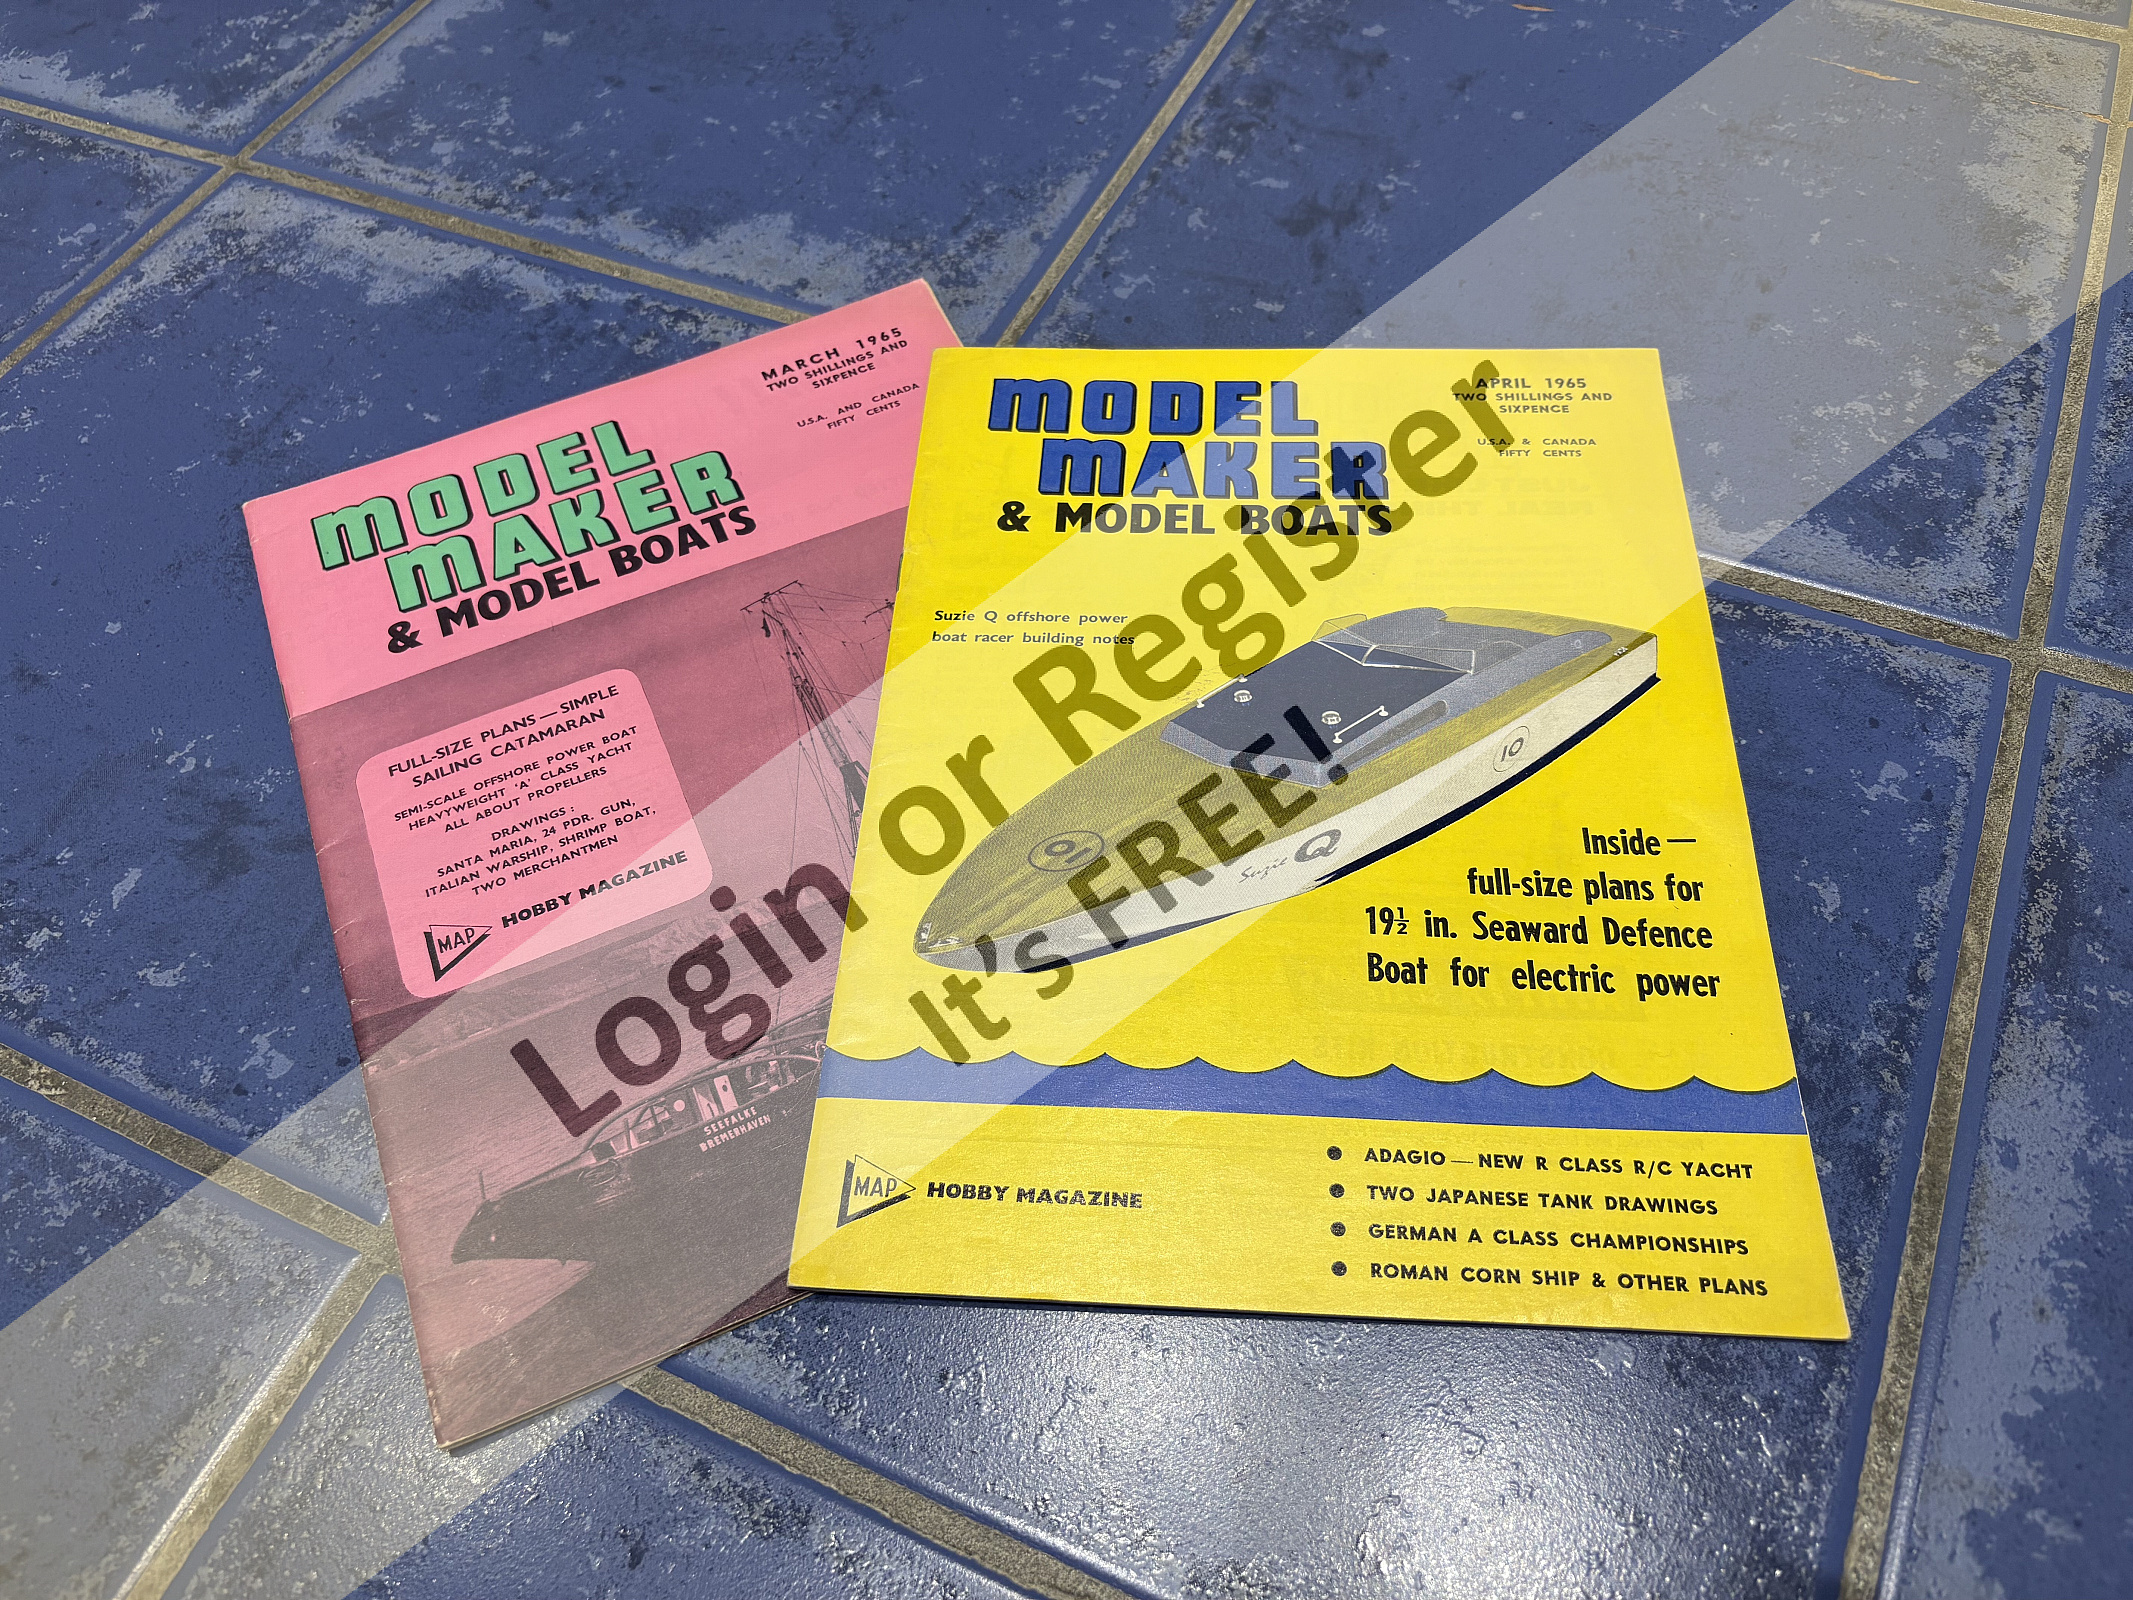 MARCH 1965
TWO SHILLINGS AND
SIXPENCE
U.S.A. AND CANADA
FIFTY CENTS
MODEL
MAKER
& MODEL BOATS
FULL-SIZE PLANS — SIMPLE
SAILING CATAMARAN
SEMI-SCALE OFFSHORE POWER BOAT
HEAVYWEIGHT 'A' CLASS YACHT
ALL ABOUT PROPELLERS
DRAWINGS :
SANTA MARIA, 24 PDR. GUN,
ITALIAN WARSHIP, SHRIMP BOAT,
TWO MERCHANTMEN
MAP HOBBY MAGAZINE
SEEFALKE
BREMERHAVEN
APRIL 1965
TWO SHILLINGS AND
SIXPENCE
U.S.A. & CANADA
FIFTY CENTS
MODEL
MAKER
& MODEL BOATS
Suzie Q offshore power
boat racer building notes
10
10
Suzie Q
Inside —
full-size plans for
19½ in. Seaward Defence
Boat for electric power
MAP HOBBY MAGAZINE
● ADAGIO — NEW R CLASS R/C YACHT
● TWO JAPANESE TANK DRAWINGS
● GERMAN A CLASS CHAMPIONSHIPS
● ROMAN CORN SHIP & OTHER PLANS
Login or Register
It's FREE!